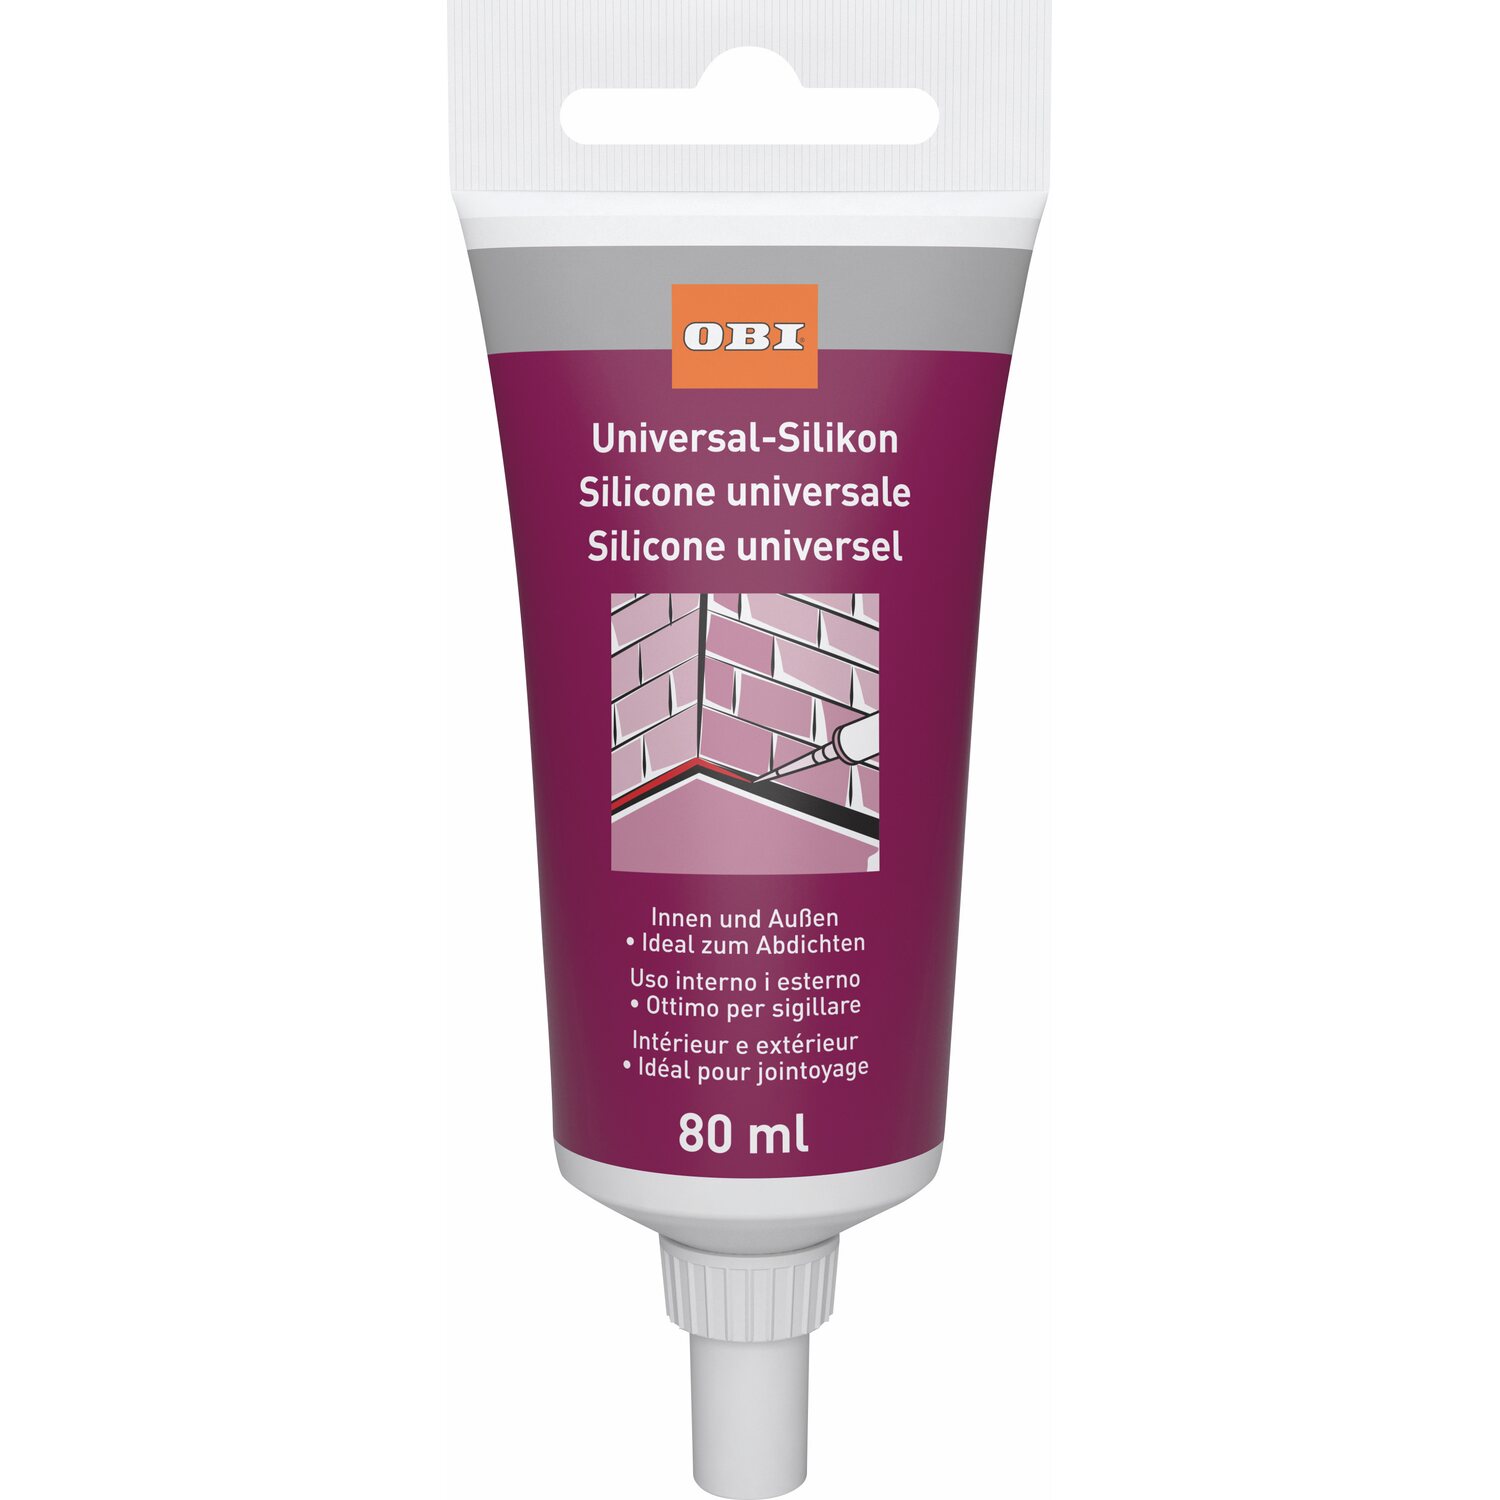 OBI
Universal-Silikon
Silicone universale
Silicone universel
Innen und Außen
• Ideal zum Abdichten
Uso interno i esterno
• Ottimo per sigillare
Intérieur e extérieur
• Idéal pour jointoyage
80 ml